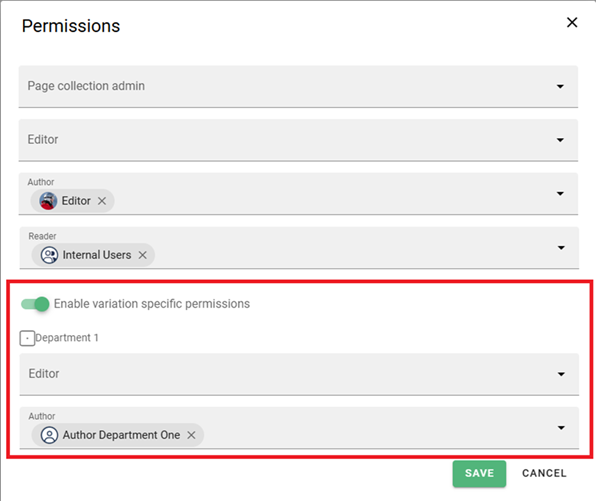 Permissions
Page collection admin
Editor
Author
Editor
Reader
Internal Users
Enable variation specific permissions
Department 1
Editor
Author
Author Department One
SAVE CANCEL